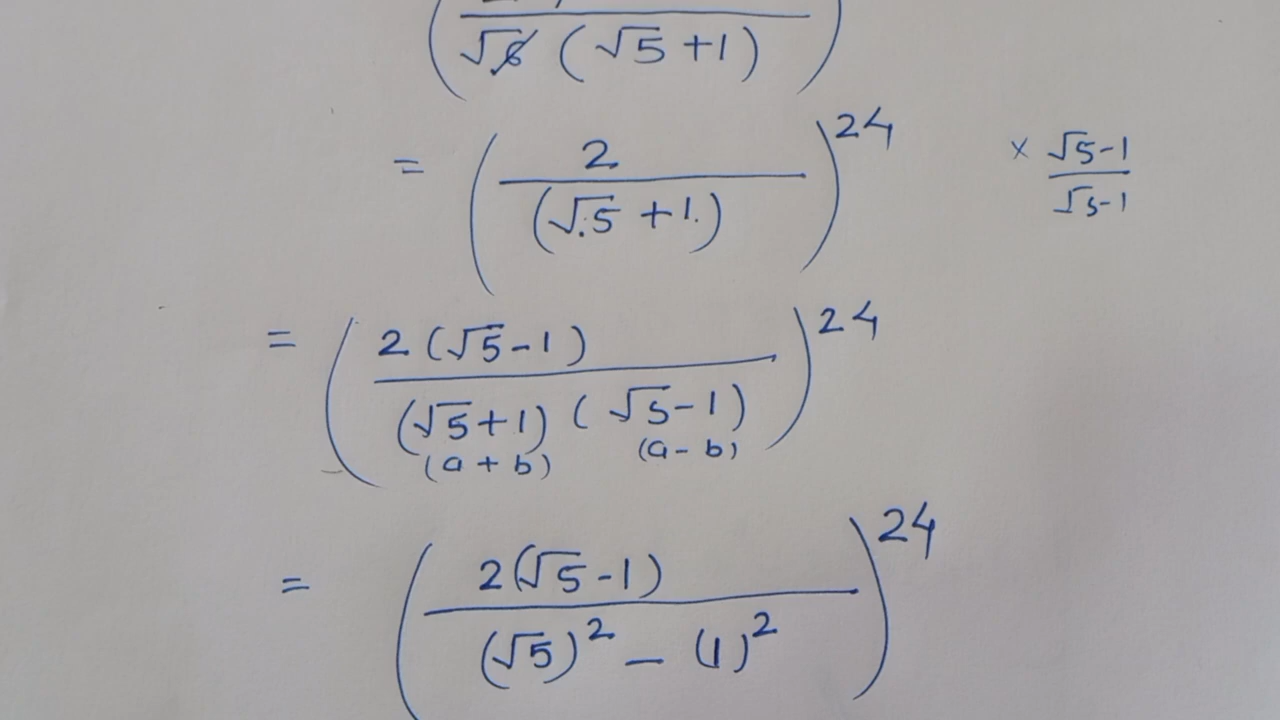 √6 (√5 +1)
= ( 2 / (√5 +1) )^24 × √5-1 / √5-1
= ( 2 (√5-1) / (√5+1) (√5-1) )^24
(a + b) (a - b)
= ( 2(√5-1) / (√5)^2 - (1)^2 )^24